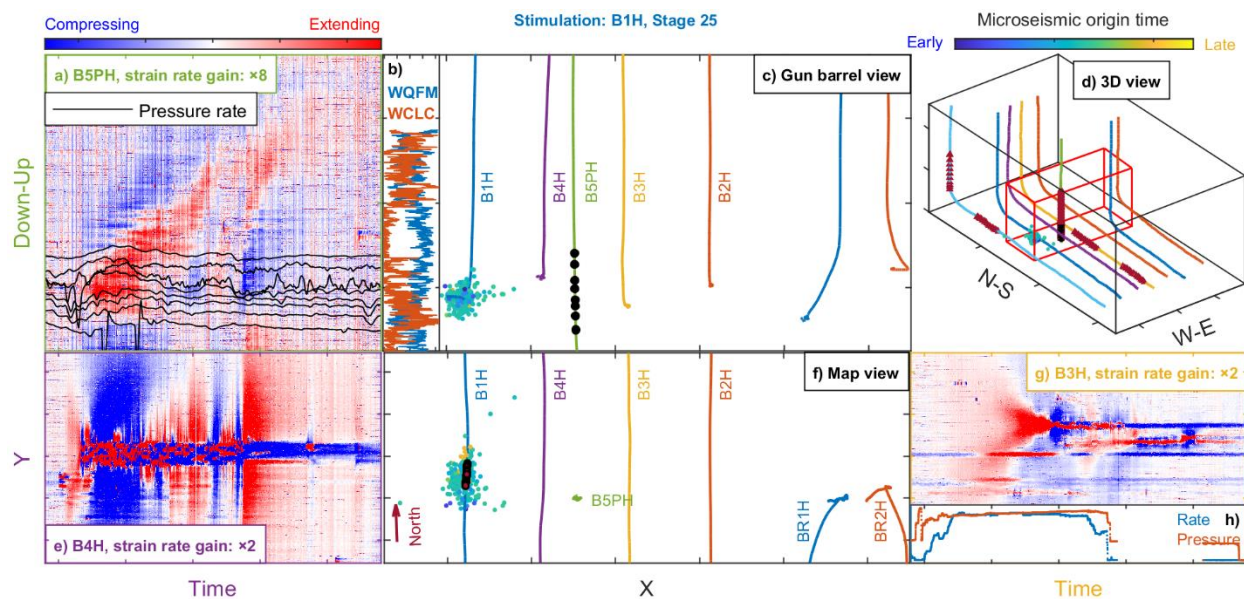 Compressing
Extending
Stimulation: B1H, Stage 25
Microseismic origin time
Early
Late
a) B5PH, strain rate gain: ×8
Pressure rate
b)
WQFM
WCLC
c) Gun barrel view
d) 3D view
Down-Up
B1H
B4H
B5PH
B3H
B2H
N-S
W-E
B1H
B4H
B3H
B2H
f) Map view
g) B3H, strain rate gain: ×2
Y
B5PH
North
BR1H
BR2H
e) B4H, strain rate gain: ×2
Rate
h)
Pressure
Time
X
Time